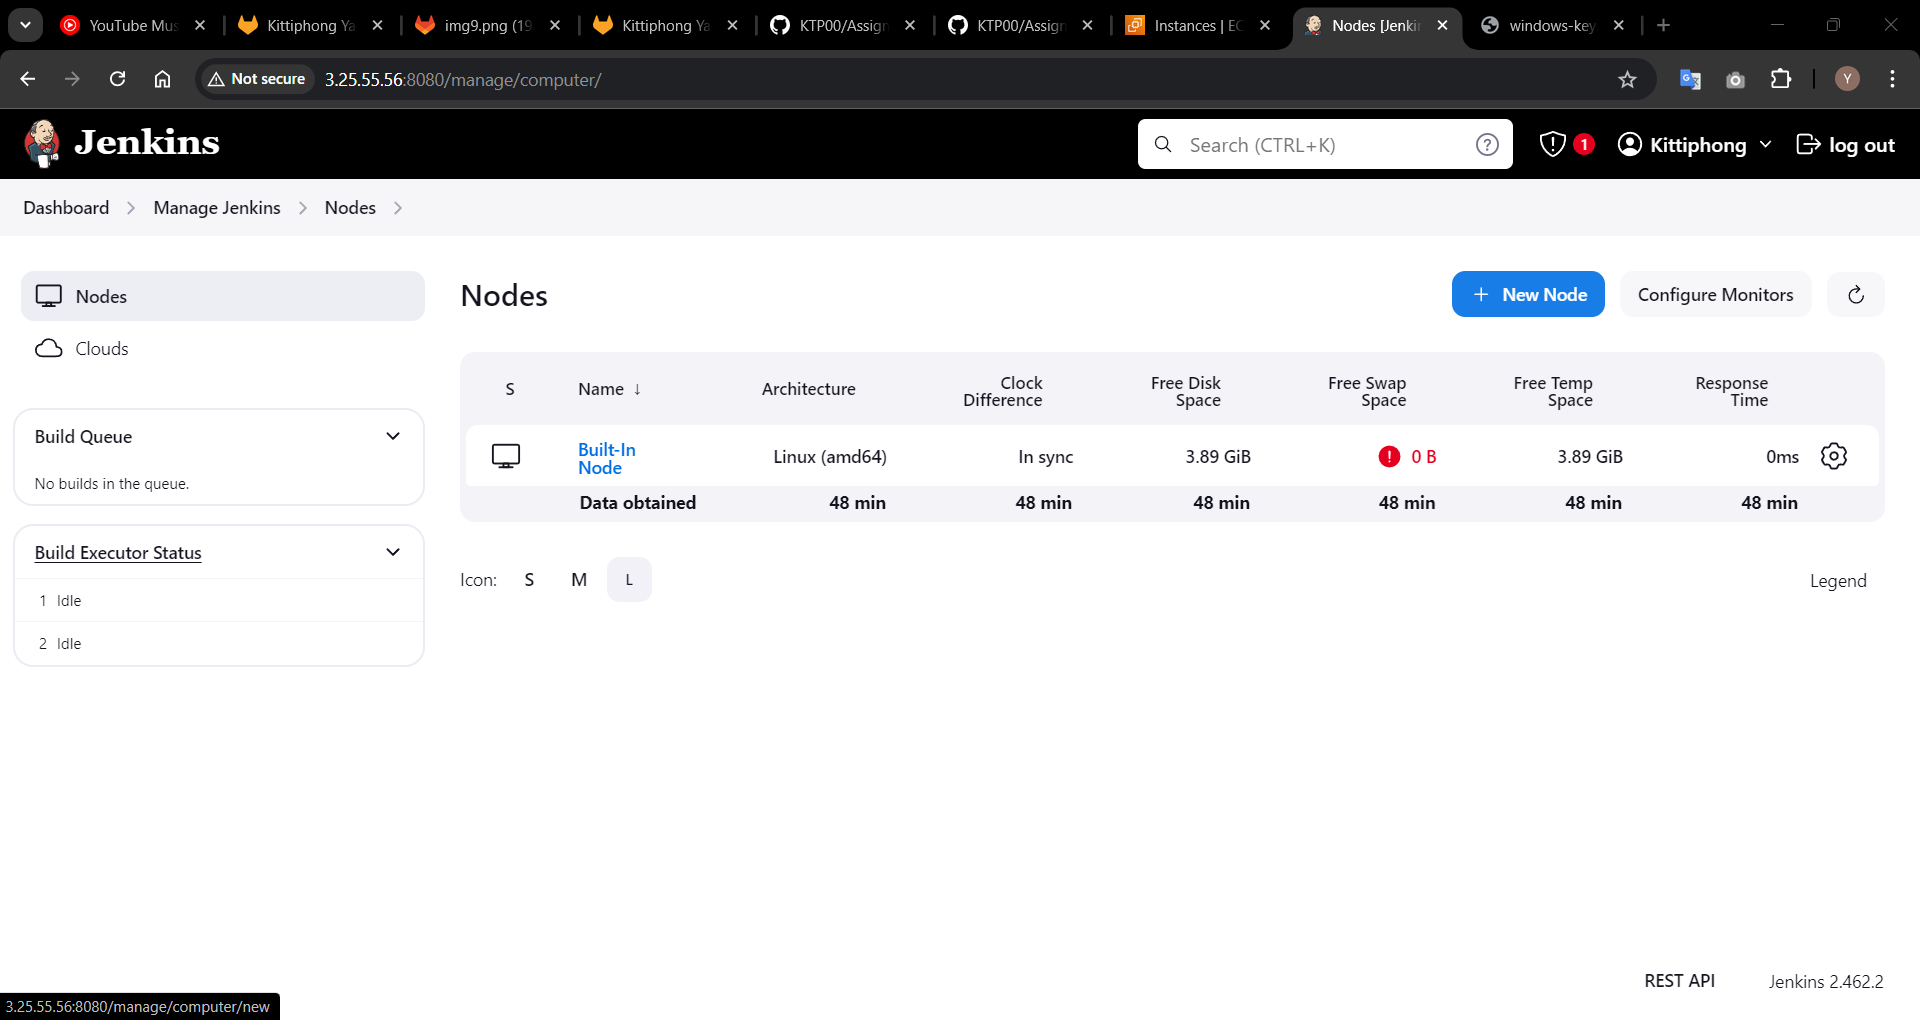 YouTube Mus
Kittiphong Ya
img9.png (19
Kittiphong Ya
KTP00/Assign
KTP00/Assign
Instances | EC
Nodes [Jenkin
windows-key
Not secure
3.25.55.56:8080/manage/computer/
Y
Jenkins
Search (CTRL+K)
1
Kittiphong
log out
Dashboard
Manage Jenkins
Nodes
Nodes
Clouds
Build Queue
No builds in the queue.
Build Executor Status
1 Idle
2 Idle
Nodes
+ New Node
Configure Monitors
S Name ↓ Architecture Clock Difference Free Disk Space Free Swap Space Free Temp Space Response Time
Built-In Node Linux (amd64) In sync 3.89 GiB 0 B 3.89 GiB 0ms
Data obtained 48 min 48 min 48 min 48 min 48 min 48 min
Icon: S M L
Legend
REST API
Jenkins 2.462.2
3.25.55.56:8080/manage/computer/new